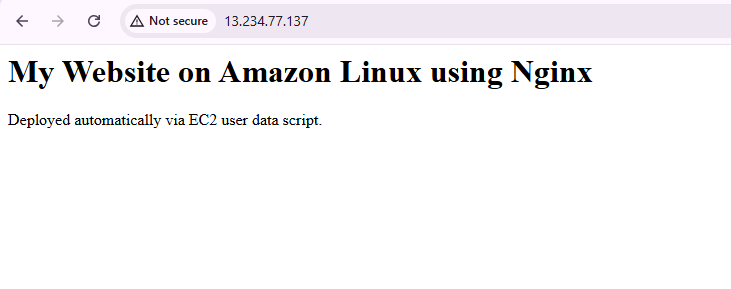 Not secure 13.234.77.137
My Website on Amazon Linux using Nginx
Deployed automatically via EC2 user data script.